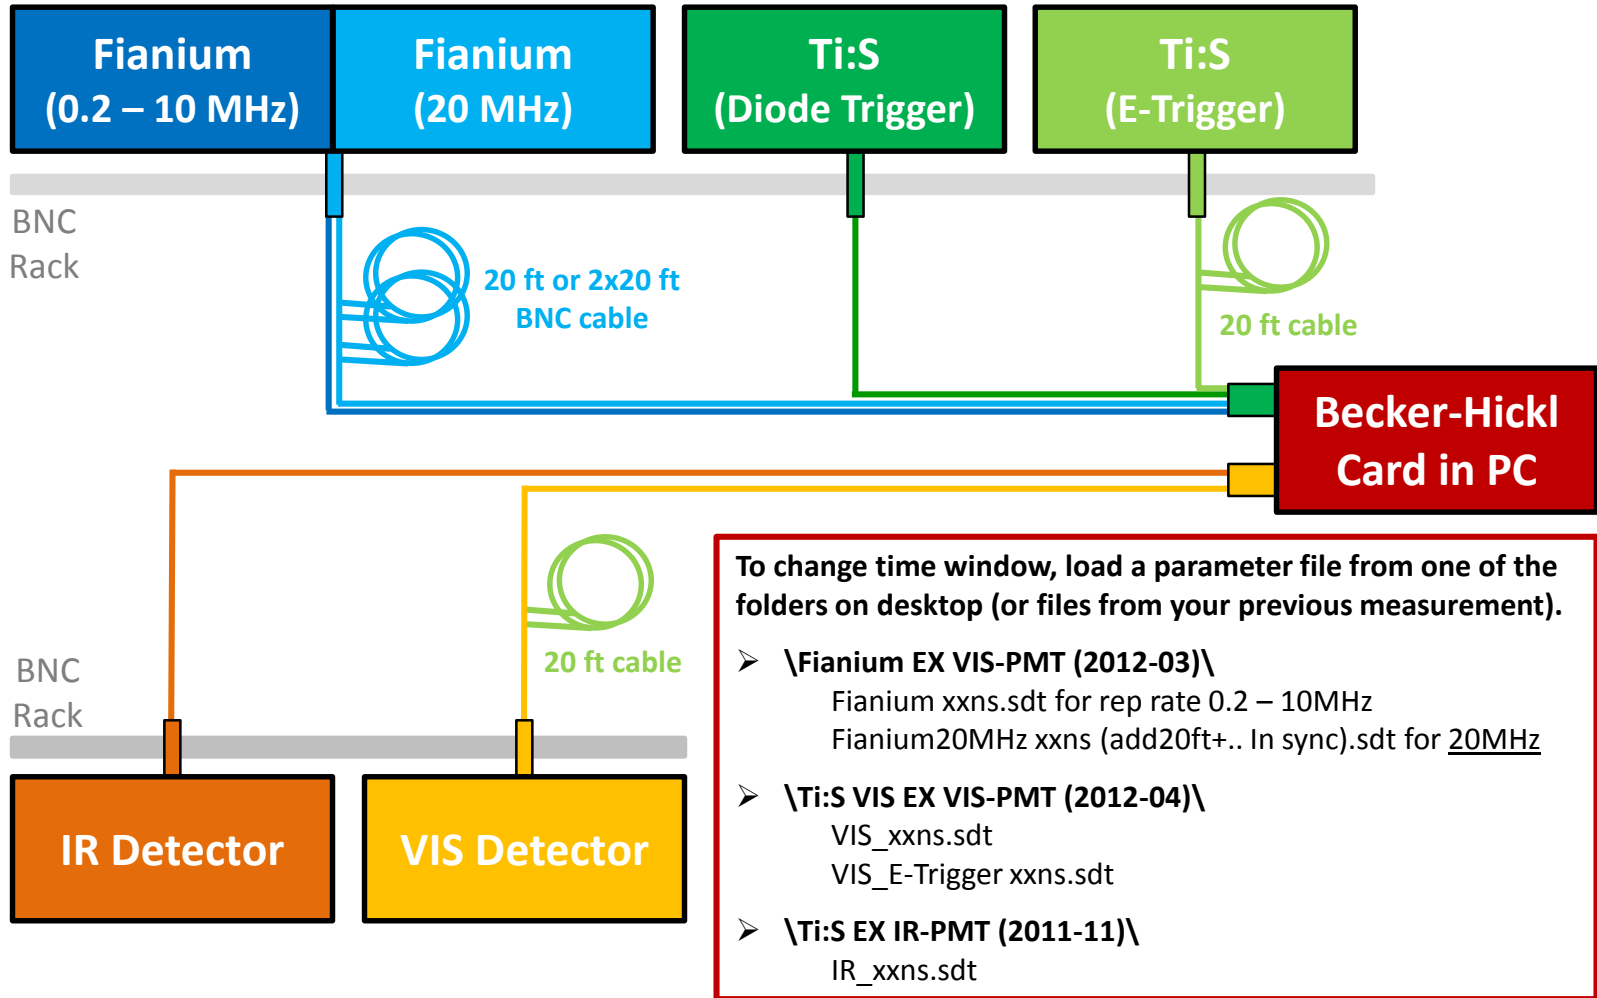 Fianium
(0.2 – 10 MHz)
Fianium
(20 MHz)
Ti:S
(Diode Trigger)
Ti:S
(E-Trigger)
BNC
Rack
20 ft or 2x20 ft
BNC cable
20 ft cable
Becker-Hickl
Card in PC
20 ft cable
BNC
Rack
IR Detector
VIS Detector
To change time window, load a parameter file from one of the
folders on desktop (or files from your previous measurement).
➢ \Fianium EX VIS-PMT (2012-03)\
Fianium xxns.sdt for rep rate 0.2 – 10MHz
Fianium20MHz xxns (add20ft+.. In sync).sdt for 20MHz
➢ \Ti:S VIS EX VIS-PMT (2012-04)\
VIS_xxns.sdt
VIS_E-Trigger xxns.sdt
➢ \Ti:S EX IR-PMT (2011-11)\
IR_xxns.sdt